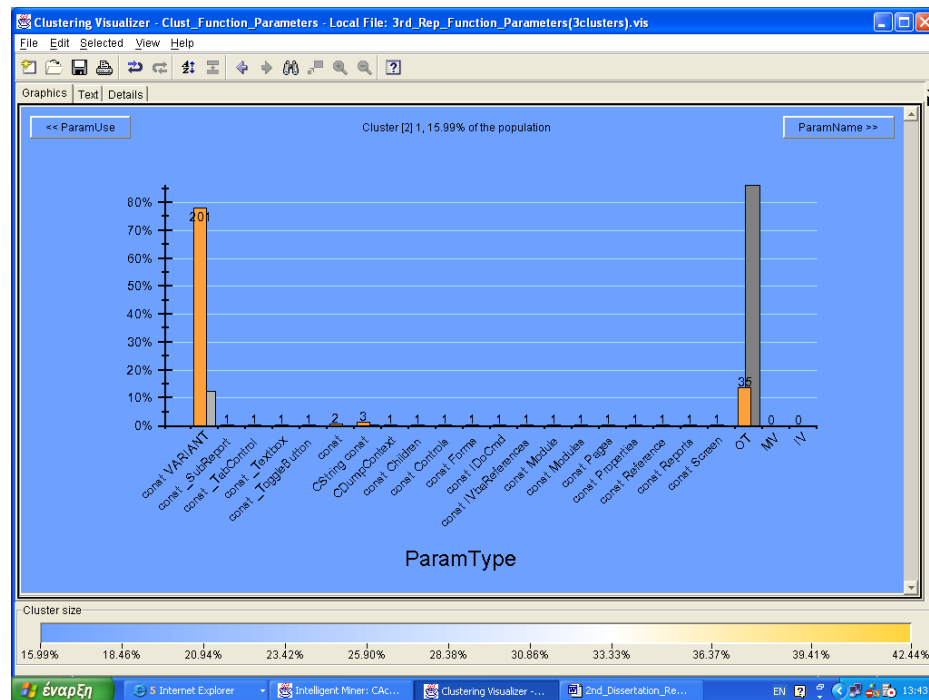 Clustering Visualizer - Clust_Function_Parameters - Local File: 3rd_Rep_Function_Parameters(3clusters).vis
File Edit Selected View Help
Graphics Text Details
<< ParamUse
Cluster [2] 1, 15.99% of the population
ParamName >>
80%
70%
60%
50%
40%
30%
20%
10%
0%
201
1 1 1 1 2 3 1 1 1 1 1 1 1 1 1 1 1 1 1
35
0 0
const VARIANT
const _SubReport
const _TabControl
const _Textbox
const _ToggleButton
const
CString const
CDumpContext
const Children
const Controls
const Forms
const IDoCmd
const IVbaReferences
const Module
const Modules
const Pages
const Properties
const Reference
const Reports
const Screen
OT
MV
IV
ParamType
Cluster size
15.99% 18.46% 20.94% 23.42% 25.90% 28.38% 30.86% 33.33% 36.37% 39.41% 42.44%
έναρξη 5 Internet Explorer Intelligent Miner: CAc... Clustering Visualizer -... 2nd_Dissertation_Re... EN 13:43